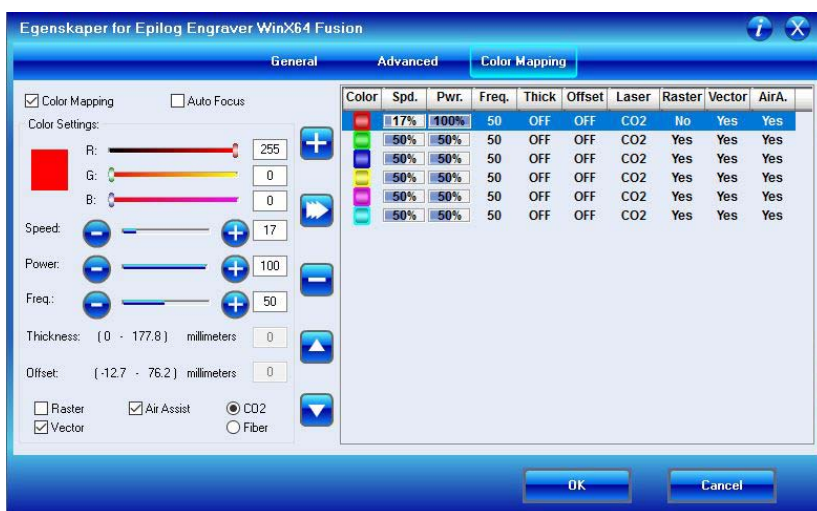 Egenskaper for Epilog Engraver WinX64 Fusion
i X
General Advanced Color Mapping
Color Mapping Auto Focus
Color Settings:
R: 255
G: 0
B: 0
Speed: 17
Power: 100
Freq.: 50
Thickness: ( 0 - 177.8 ) millimeters 0
Offset: ( -12.7 - 76.2 ) millimeters 0
Raster Air Assist CO2
Vector Fiber
Color Spd. Pwr. Freq. Thick Offset Laser Raster Vector AirA.
17% 100% 50 OFF OFF CO2 No Yes Yes
50% 50% 50 OFF OFF CO2 Yes Yes Yes
50% 50% 50 OFF OFF CO2 Yes Yes Yes
50% 50% 50 OFF OFF CO2 Yes Yes Yes
50% 50% 50 OFF OFF CO2 Yes Yes Yes
50% 50% 50 OFF OFF CO2 Yes Yes Yes
OK Cancel